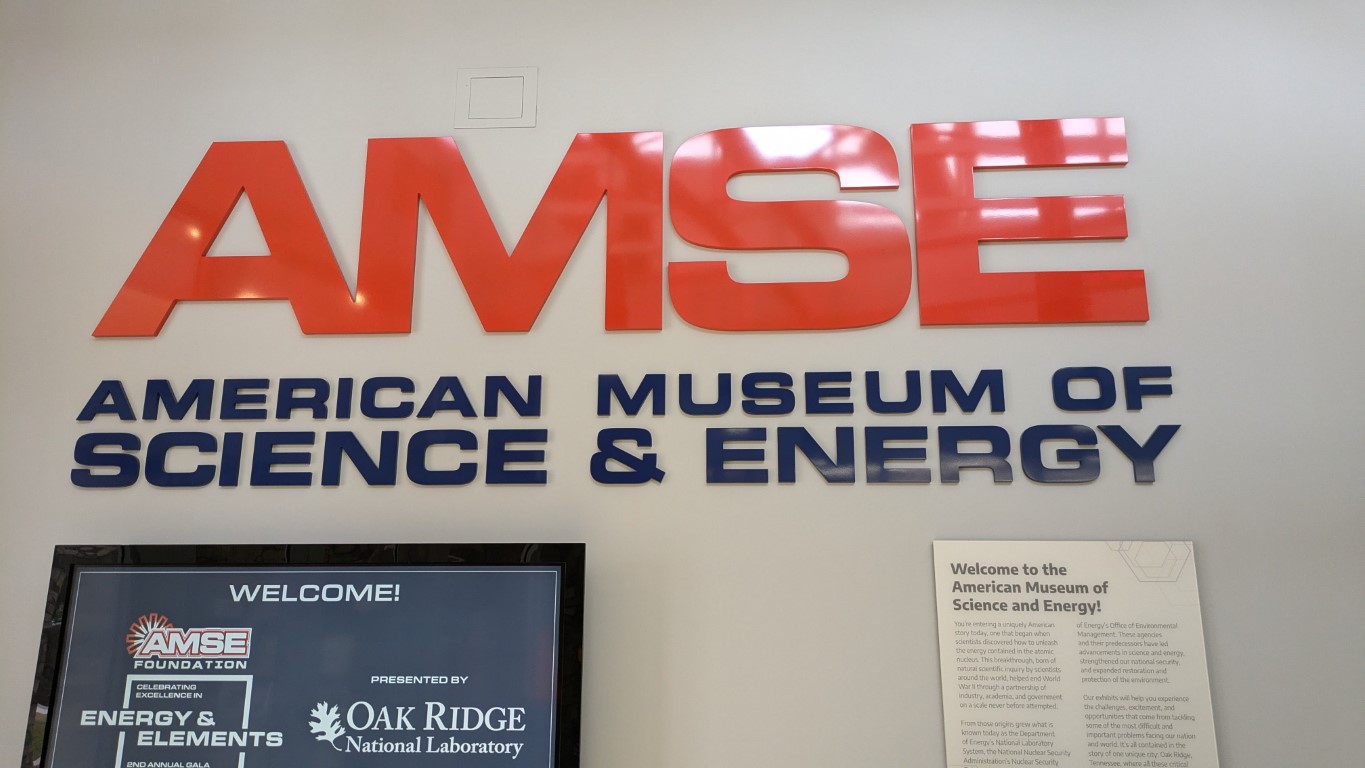 AMSE
AMERICAN MUSEUM OF
SCIENCE & ENERGY
WELCOME!
AMSE
FOUNDATION
CELEBRATING
EXCELLENCE IN
ENERGY &
ELEMENTS
2ND ANNUAL GALA
PRESENTED BY
OAK RIDGE
National Laboratory
Welcome to the
American Museum of
Science and Energy!
You're entering a uniquely American
story today, one that began when
scientists discovered how to unleash
the energy contained in the atomic
nucleus. This breakthrough, born of
natural scientific inquiry by scientists
around the world, helped end World
War II through a partnership of
industry, academia, and government
on a scale never before attempted.
From those origins grew what is
known today as the Department
of Energy's National Laboratory
System, the National Nuclear Security
Administration's Nuclear Security
of Energy's Office of Environmental
Management. These agencies
and their predecessors have led
advancements in science and energy,
strengthened our national security,
and expanded restoration and
protection of the environment.
Our exhibits will help you experience
the challenges, excitement, and
opportunities that come from tackling
some of the most difficult and
important problems facing our nation
and world. It's all contained in the
story of one unique city: Oak Ridge,
Tennessee, where all these critical